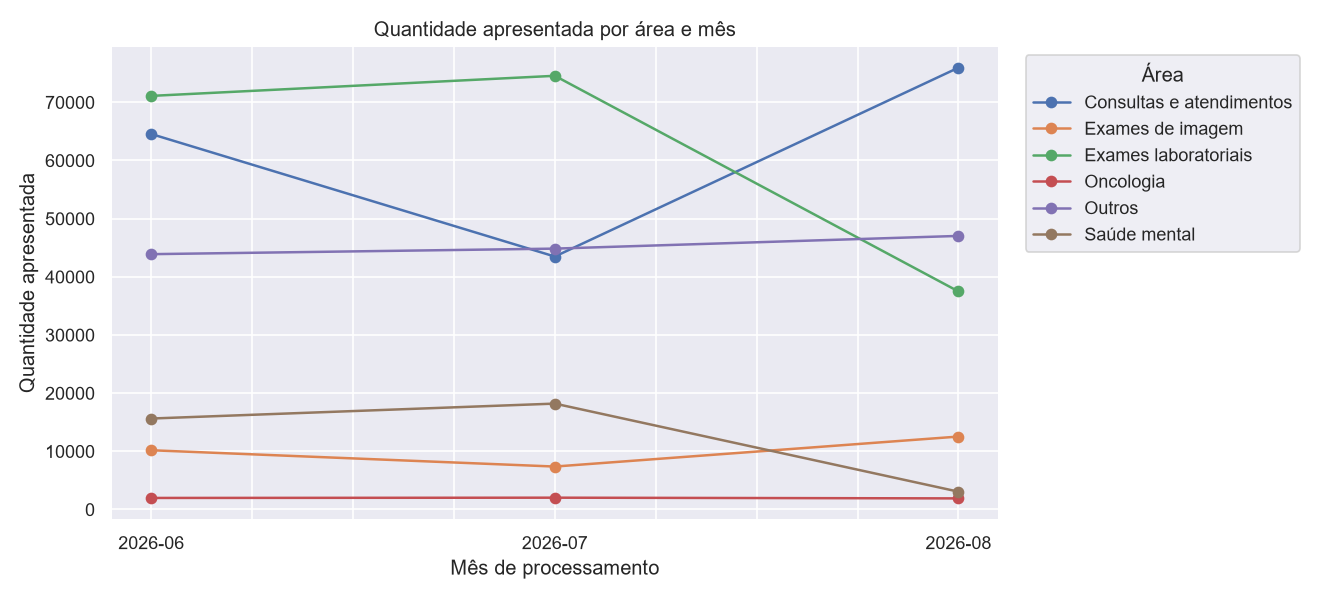 Quantidade apresentada por área e mês
Quantidade apresentada
70000
60000
50000
40000
30000
20000
10000
0
2026-06
2026-07
2026-08
Mês de processamento
Área
Consultas e atendimentos
Exames de imagem
Exames laboratoriais
Oncologia
Outros
Saúde mental